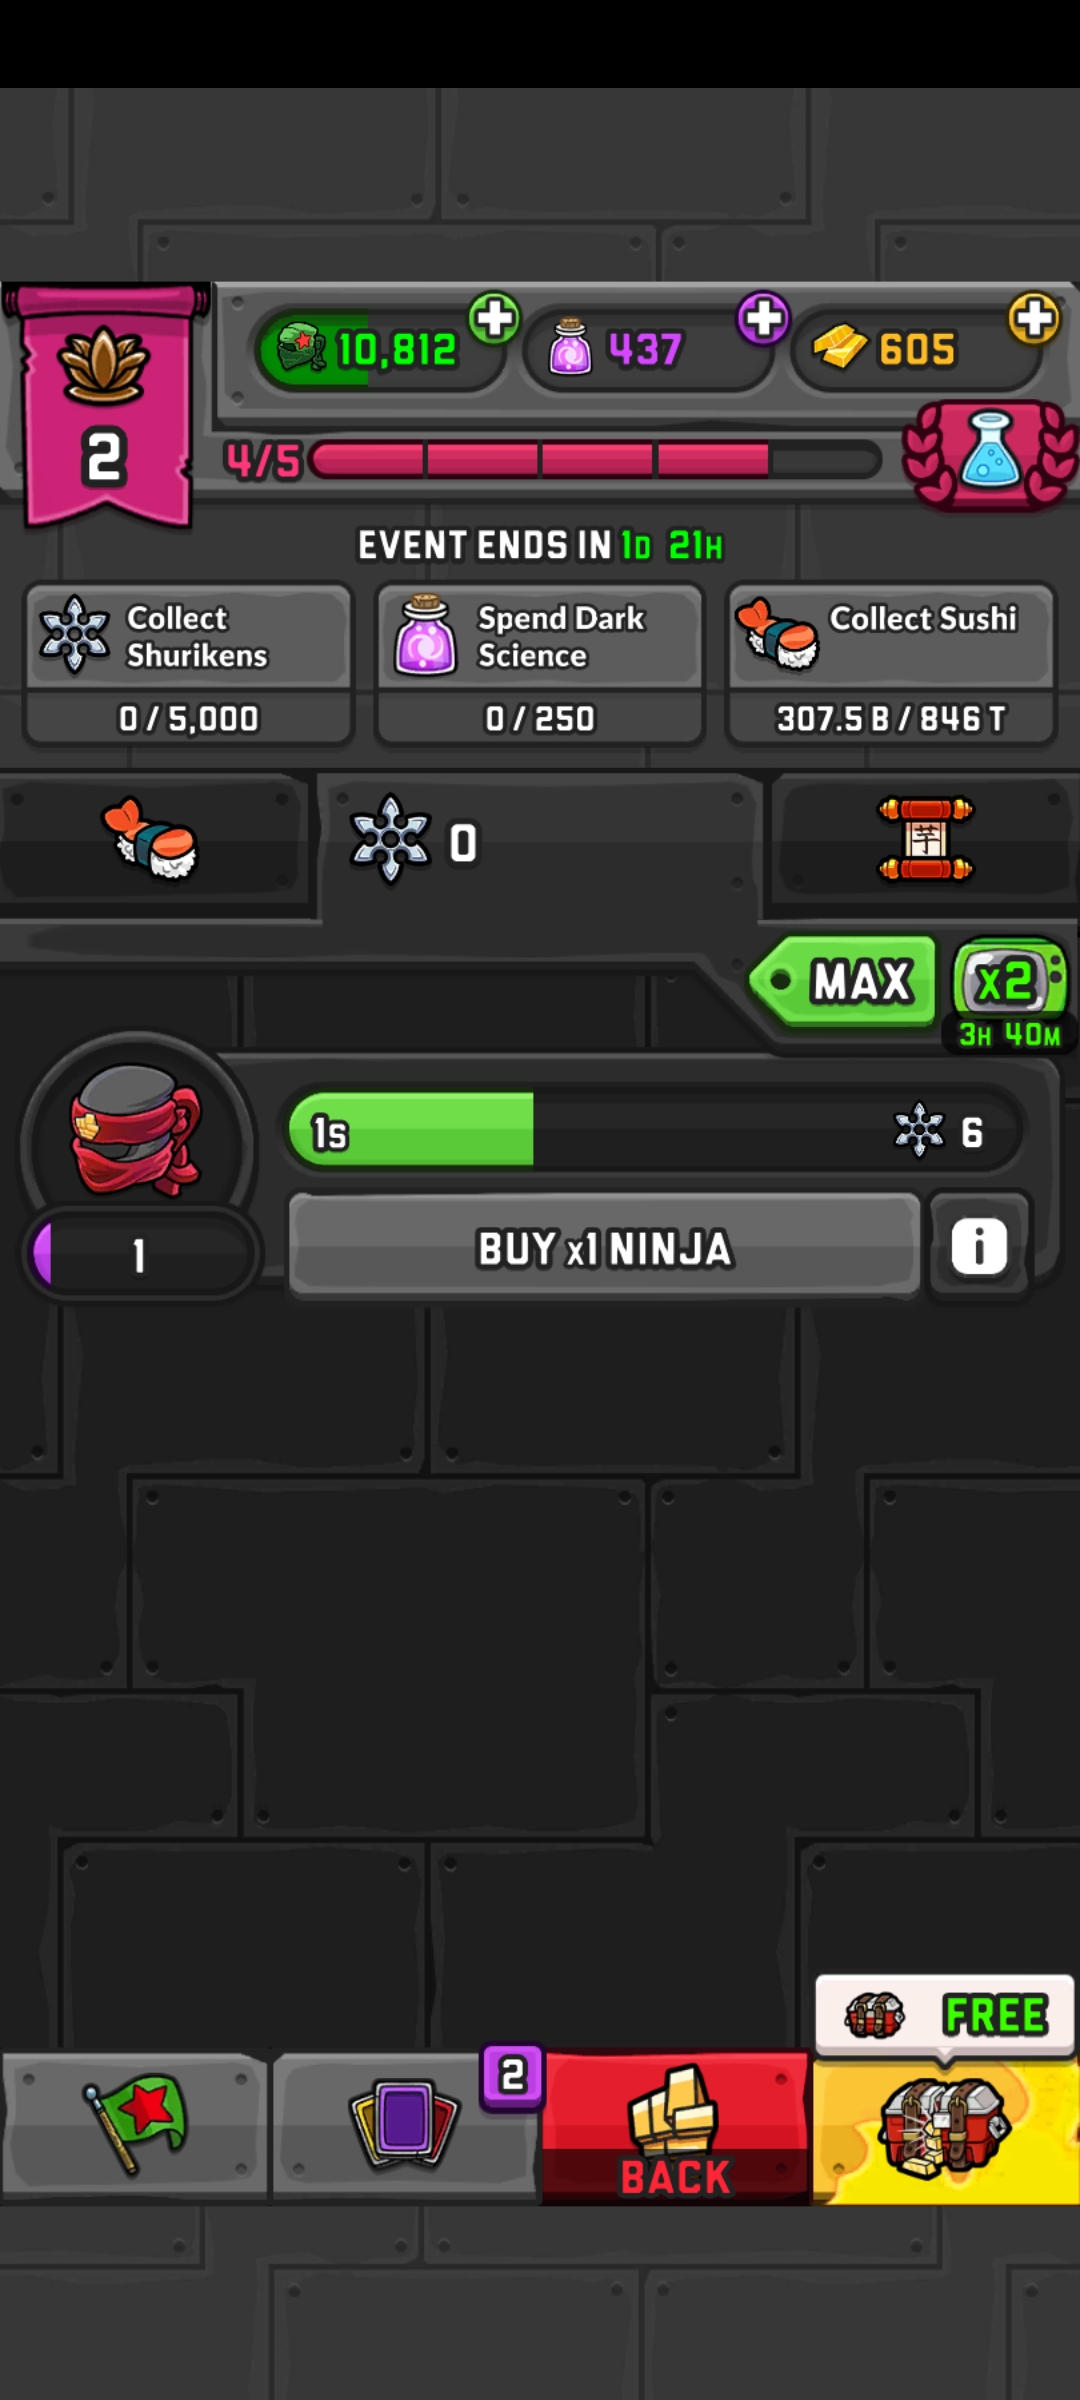 10,812
437
605
2
4/5
EVENT ENDS IN 1D 21H
Collect Shurikens
0 / 5,000
Spend Dark Science
0 / 250
Collect Sushi
307.5 B / 846 T
0
芋
MAX
x2
3H 40M
1s
6
1
BUY x1 NINJA
i
FREE
2
BACK